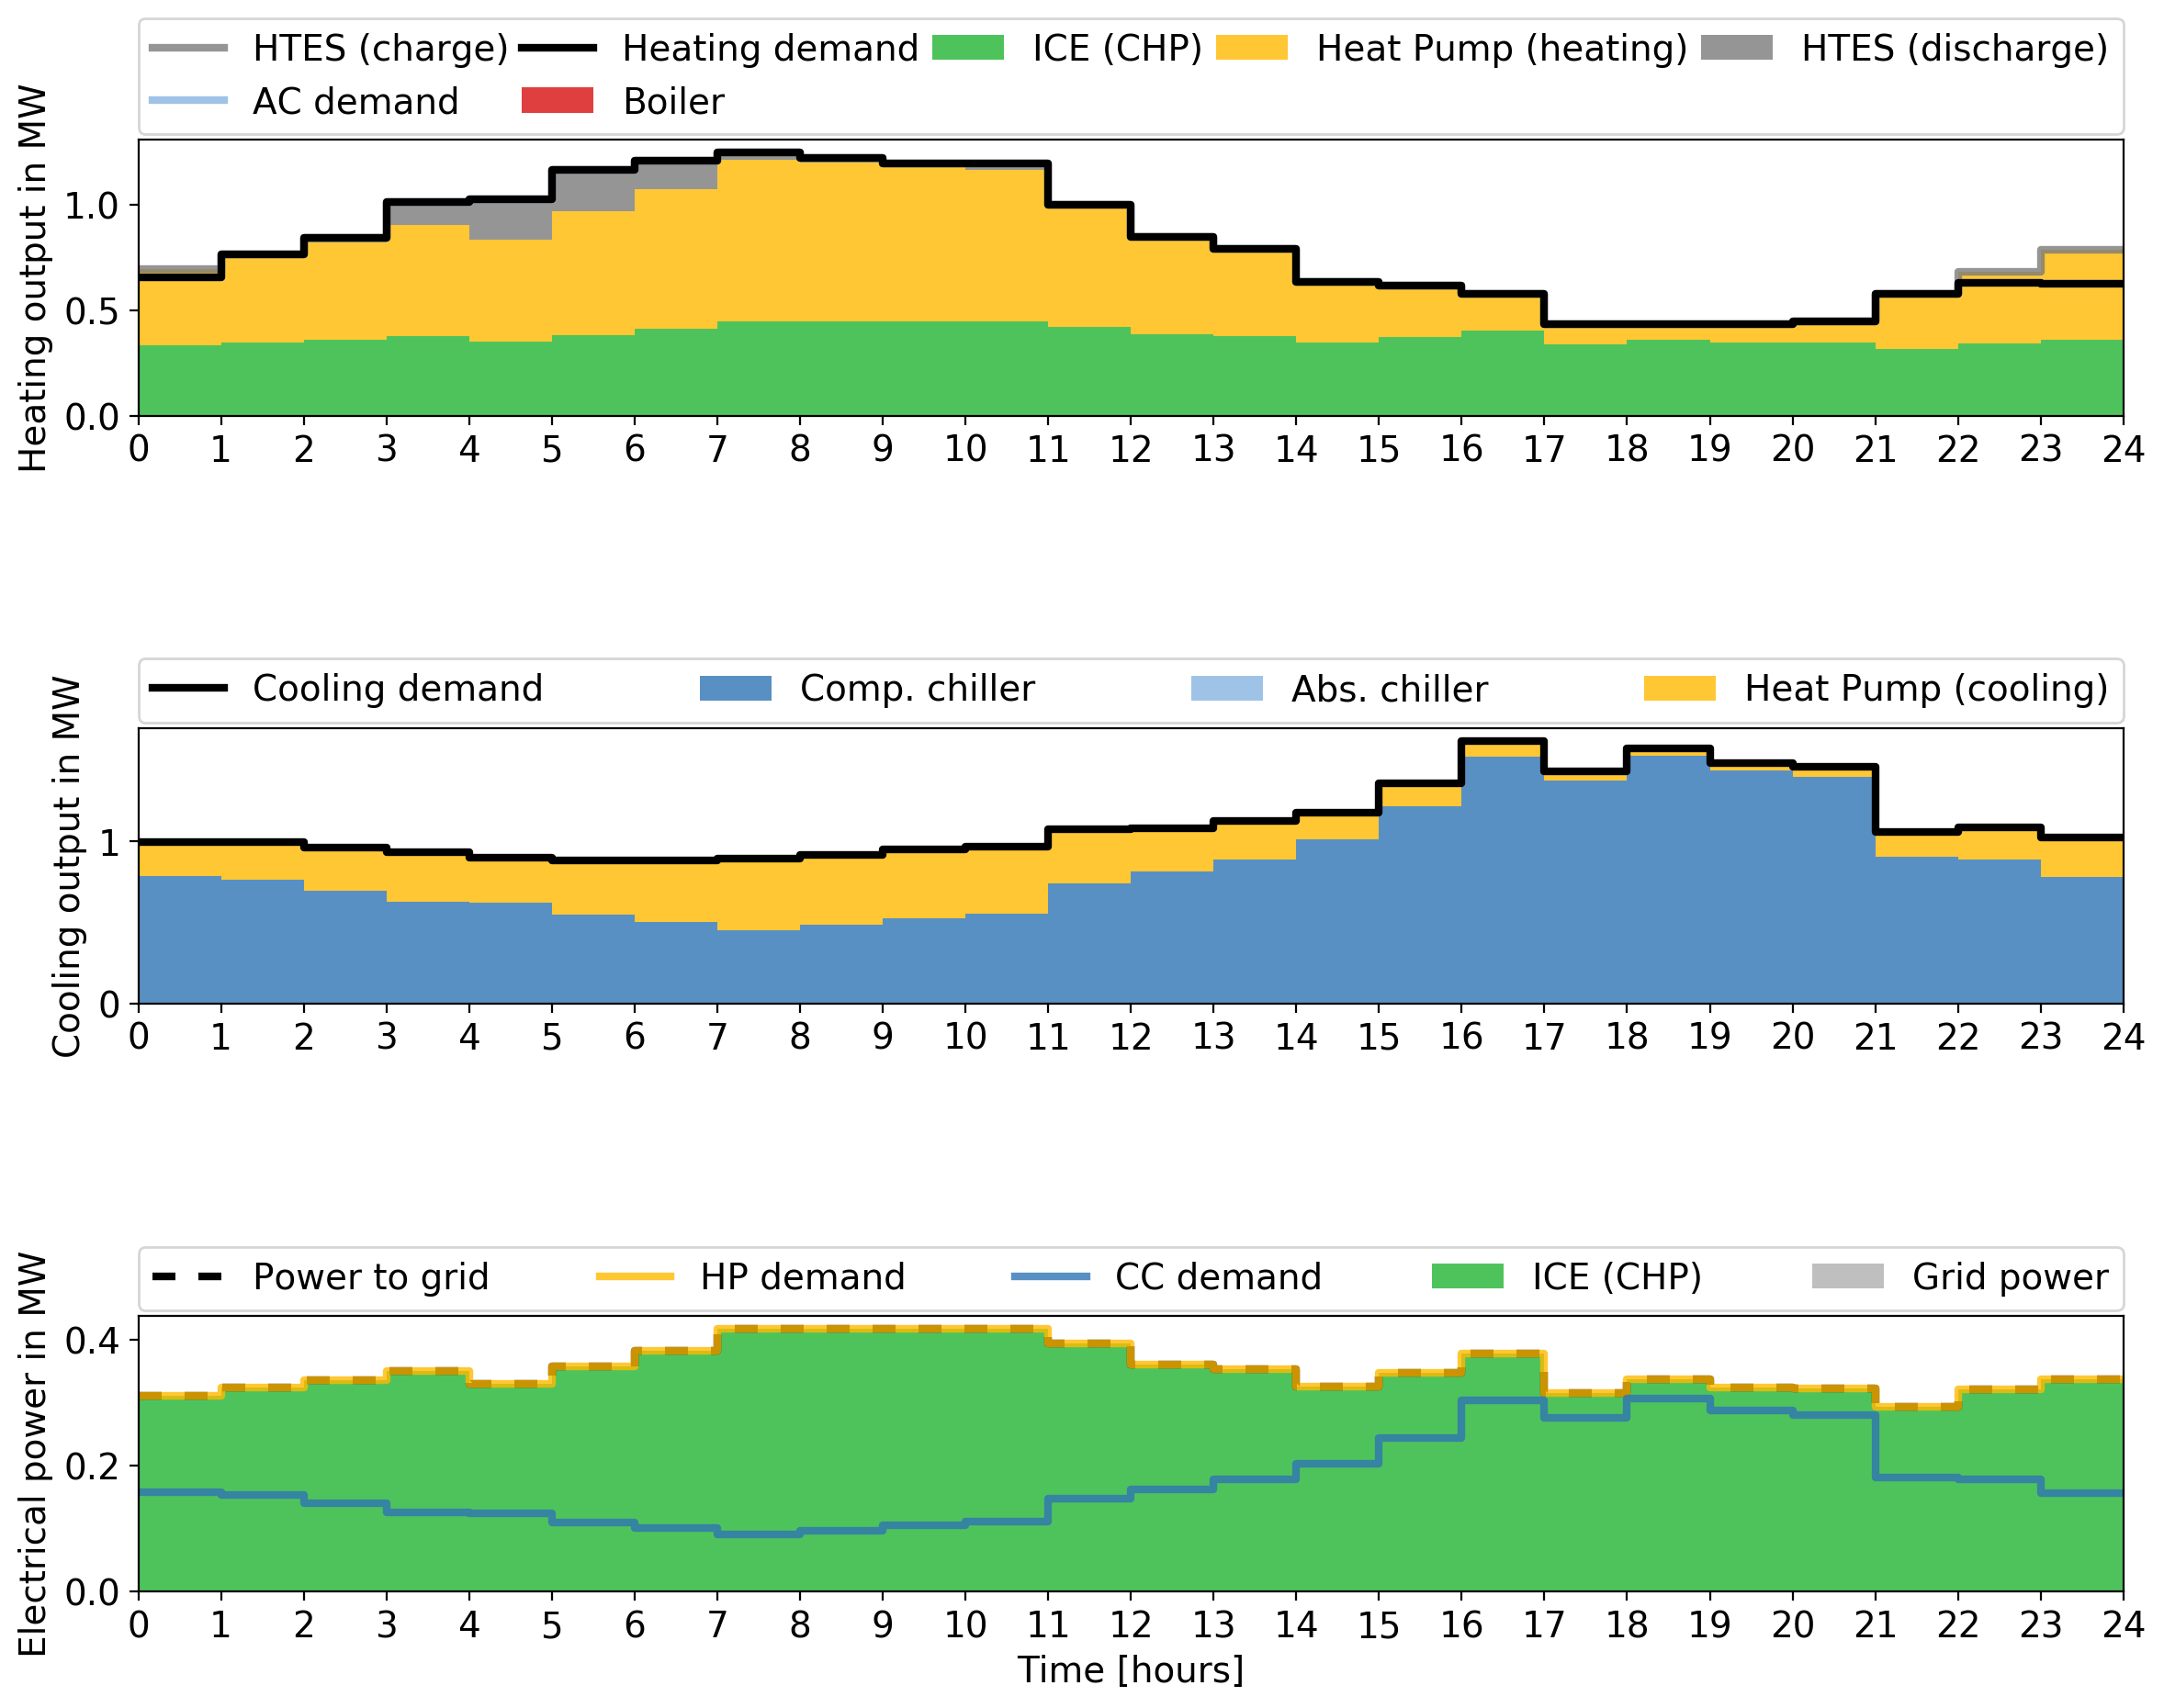 HTES (charge) Heating demand ICE (CHP) Heat Pump (heating) HTES (discharge)
AC demand Boiler
Heating output in MW
1.0
0.5
0.0
0 1 2 3 4 5 6 7 8 9 10 11 12 13 14 15 16 17 18 19 20 21 22 23 24
Cooling demand Comp. chiller Abs. chiller Heat Pump (cooling)
Cooling output in MW
1
0
0 1 2 3 4 5 6 7 8 9 10 11 12 13 14 15 16 17 18 19 20 21 22 23 24
Power to grid HP demand CC demand ICE (CHP) Grid power
Electrical power in MW
0.4
0.2
0.0
0 1 2 3 4 5 6 7 8 9 10 11 12 13 14 15 16 17 18 19 20 21 22 23 24
Time [hours]